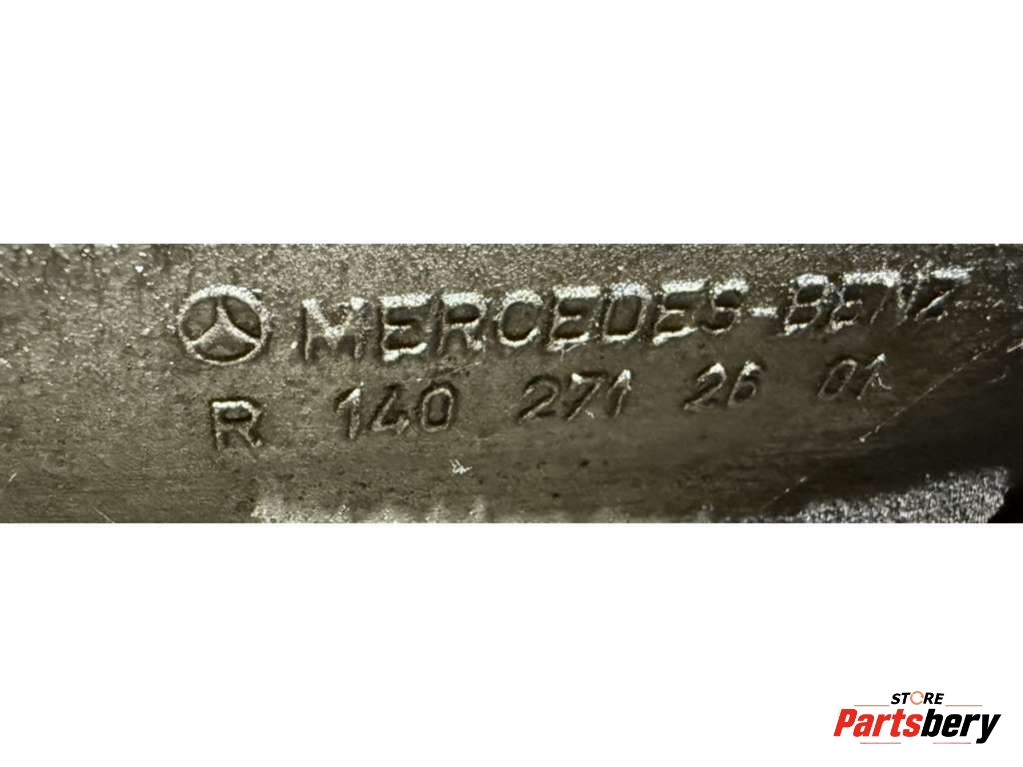 MERCEDES-BENZ
R 140 271 26 01
STORE
Partsbery